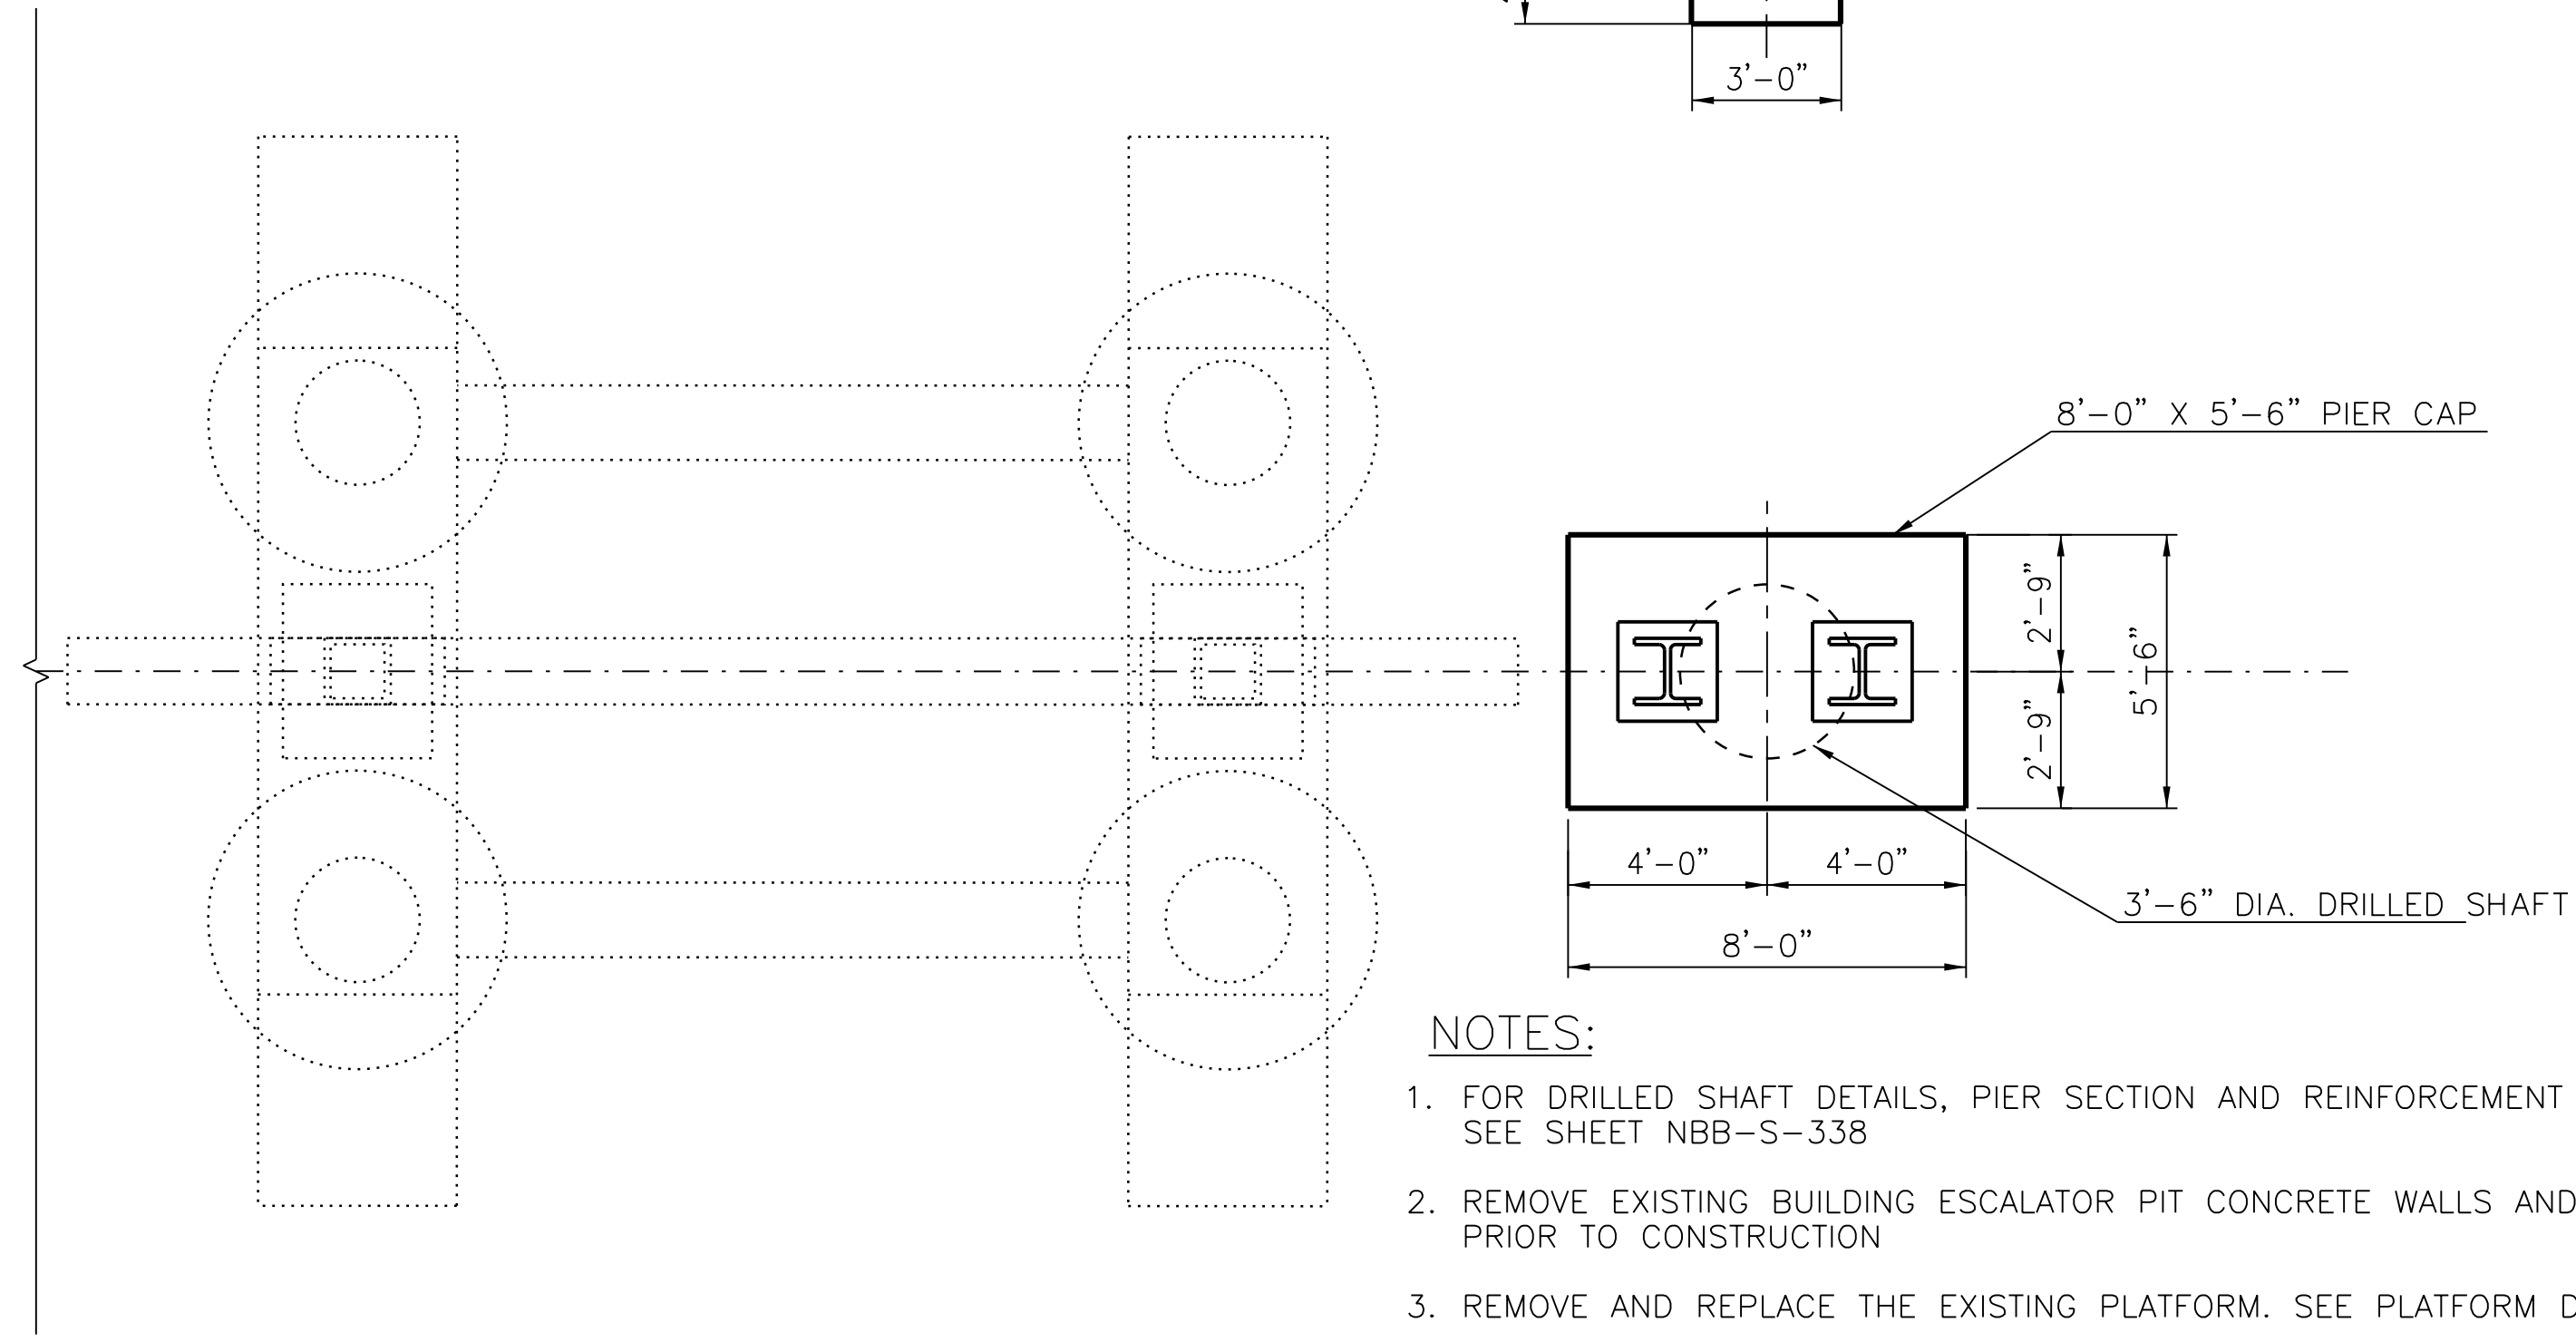 3'-0"
8'-0" X 5'-6" PIER CAP
2'-9"
5'-6"
2'-9"
4'-0"
4'-0"
3'-6" DIA. DRILLED SHAFT
8'-0"
NOTES:
1. FOR DRILLED SHAFT DETAILS, PIER SECTION AND REINFORCEMENT
SEE SHEET NBB-S-338
2. REMOVE EXISTING BUILDING ESCALATOR PIT CONCRETE WALLS AND
PRIOR TO CONSTRUCTION
3. REMOVE AND REPLACE THE EXISTING PLATFORM. SEE PLATFORM